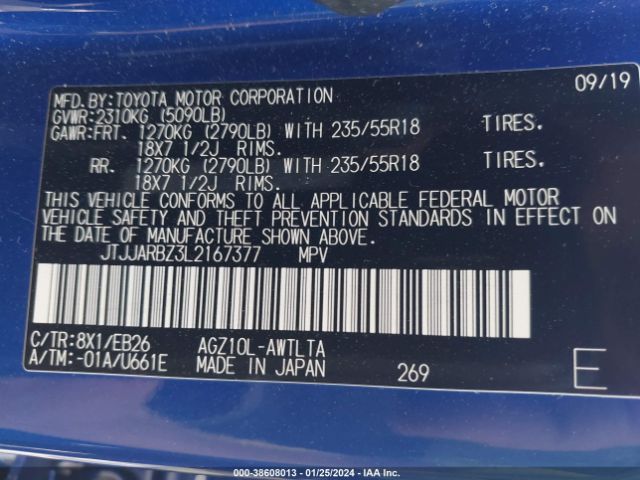 09/19
MFD. BY:TOYOTA MOTOR CORPORATION
GVWR:2310KG (5090LB)
GAWR:FRT. 1270KG (2790LB) WITH 235/55R18 TIRES.
18X7 1/2J RIMS.
RR. 1270KG (2790LB) WITH 235/55R18 TIRES.
18X7 1/2J RIMS.
THIS VEHICLE CONFORMS TO ALL APPLICABLE FEDERAL MOTOR
VEHICLE SAFETY AND THEFT PREVENTION STANDARDS IN EFFECT ON
THE DATE OF MANUFACTURE SHOWN ABOVE.
JTJJARBZ3L2167377 MPV
C/TR:8X1/EB26 AGZ10L-AWTLTA
A/TM:-01A/U661E MADE IN JAPAN 269 E
000-38608013 - 01/25/2024 - IAA Inc.